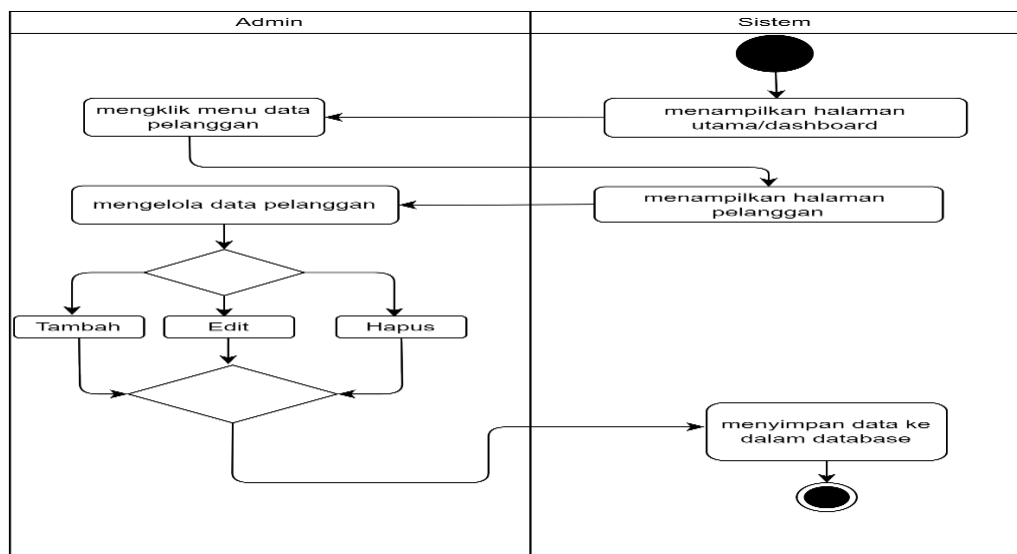 Admin
Sistem
mengklik menu data
pelanggan
menampilkan halaman
utama/dashboard
mengelola data pelanggan
menampilkan halaman
pelanggan
Tambah
Edit
Hapus
menyimpan data ke
dalam database